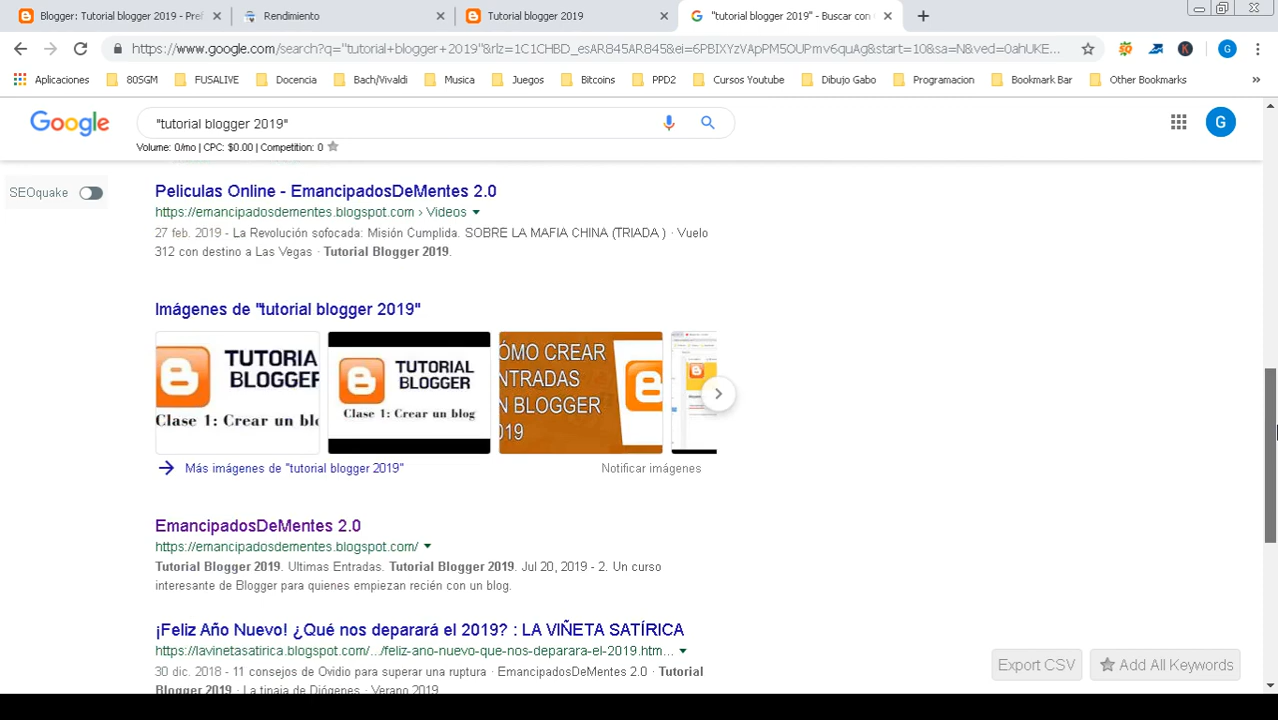 Blogger: Tutorial blogger 2019 - Pref
Rendimiento
Tutorial blogger 2019
"tutorial blogger 2019" - Buscar con
https://www.google.com/search?q="tutorial+blogger+2019"&rlz=1C1CHBD_esAR845AR845&ei=6PBIXYzVApPM5OUPmv6quAg&start=10&sa=N&ved=0ahUKE...
Aplicaciones
80SGM
FUSALIVE
Docencia
Bach/Vivaldi
Musica
Juegos
Bitcoins
PPD2
Cursos Youtube
Dibujo Gabo
Programacion
Bookmark Bar
Other Bookmarks
Google
"tutorial blogger 2019"
G
Volume: 0/mo | CPC: $0.00 | Competition: 0
SEOquake
Peliculas Online - EmancipadosDeMentes 2.0
https://emancipadosdementes.blogspot.com › Videos
27 feb. 2019 - La Revolución sofocada: Misión Cumplida. SOBRE LA MAFIA CHINA (TRIADA ) · Vuelo
312 con destino a Las Vegas · Tutorial Blogger 2019.
Imágenes de "tutorial blogger 2019"
TUTORIA
BLOGGER
Clase 1: Crear un blo
TUTORIAL
BLOGGER
Clase 1: Crear un blog
ÓMO CREAR
NTRADAS
N BLOGGER
019
Más imágenes de "tutorial blogger 2019"
Notificar imágenes
EmancipadosDeMentes 2.0
https://emancipadosdementes.blogspot.com/
Tutorial Blogger 2019. Ultimas Entradas. Tutorial Blogger 2019. Jul 20, 2019 - 2. Un curso
interesante de Blogger para quienes empiezan recién con un blog.
¡Feliz Año Nuevo! ¿Qué nos deparará el 2019? : LA VIÑETA SATÍRICA
https://lavinetasatirica.blogspot.com/.../feliz-ano-nuevo-que-nos-deparara-el-2019.htm...
30 dic. 2018 - 11 consejos de Ovidio para superar una ruptura · EmancipadosDeMentes 2.0 · Tutorial
Blogger 2019 · La tinaja de Diógenes · Verano 2019
Export CSV
Add All Keywords